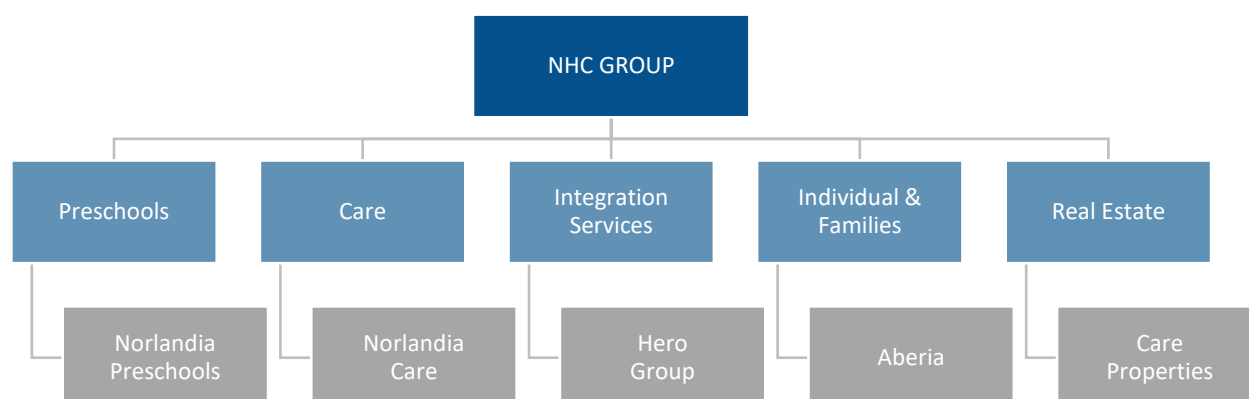 NHC GROUP
Preschools
Care
Integration
Services
Individual &
Families
Real Estate
Norlandia
Preschools
Norlandia
Care
Hero
Group
Aberia
Care
Properties